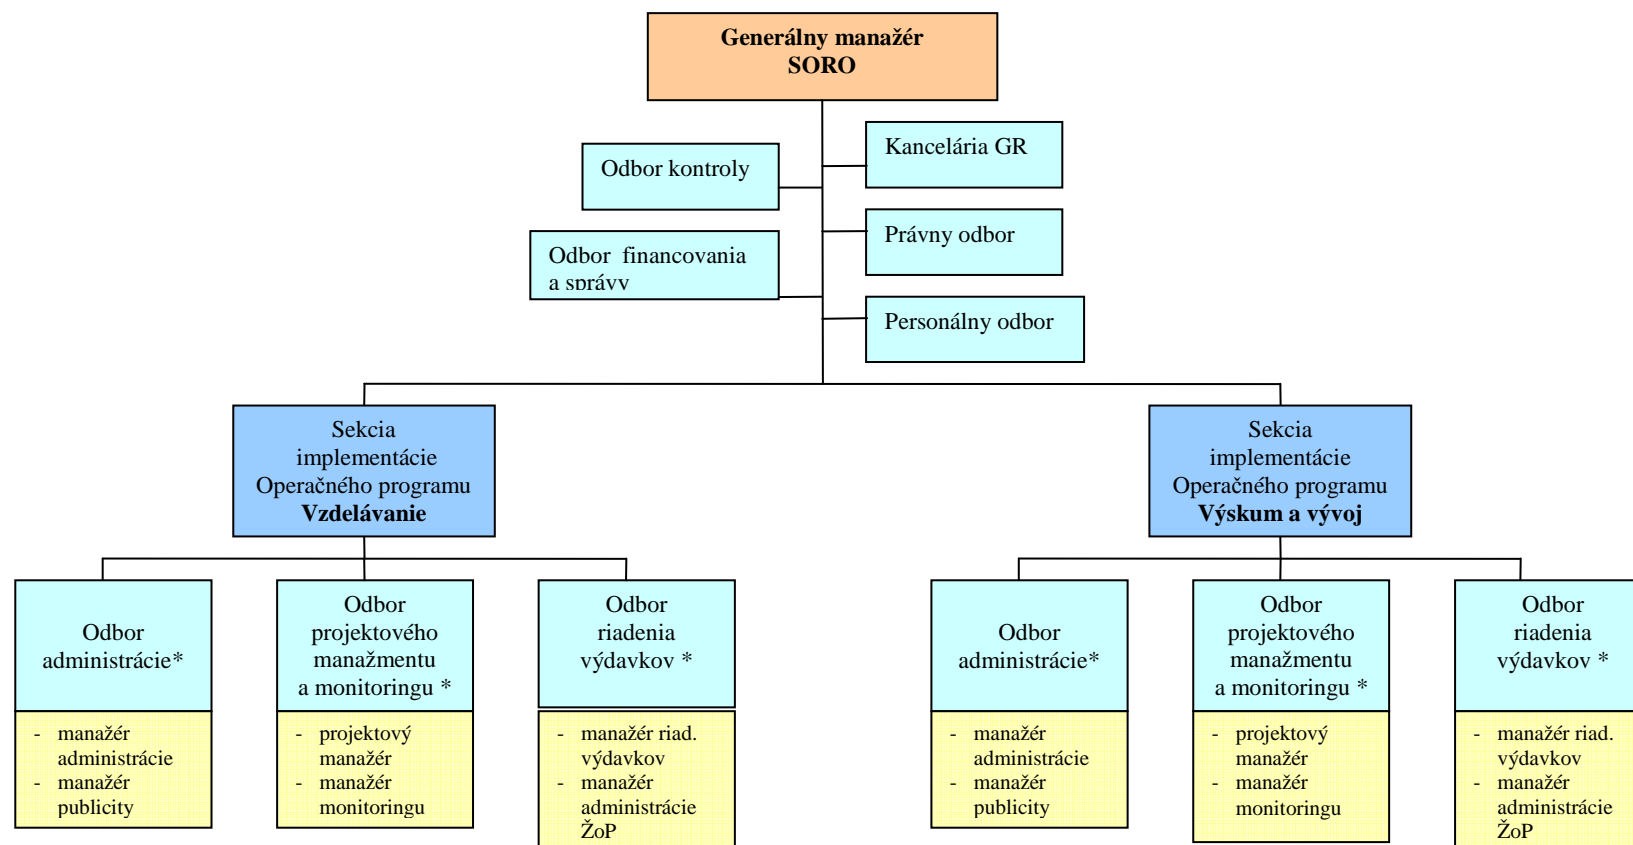 Generálny manažér
SORO
Kancelária GR
Odbor kontroly
Právny odbor
Odbor financovania
a správy
Personálny odbor
Sekcia
implementácie
Operačného programu
Vzdelávanie
Sekcia
implementácie
Operačného programu
Výskum a vývoj
Odbor
administrácie*
Odbor
projektového
manažmentu
a monitoringu *
Odbor
riadenia
výdavkov *
Odbor
administrácie*
Odbor
projektového
manažmentu
a monitoringu *
Odbor
riadenia
výdavkov *
- manažér
administrácie
- manažér
publicity
- projektový
manažér
- manažér
monitoringu
- manažér riad.
výdavkov
- manažér
administrácie
ŽoP
- manažér
administrácie
- manažér
publicity
- projektový
manažér
- manažér
monitoringu
- manažér riad.
výdavkov
- manažér
administrácie
ŽoP